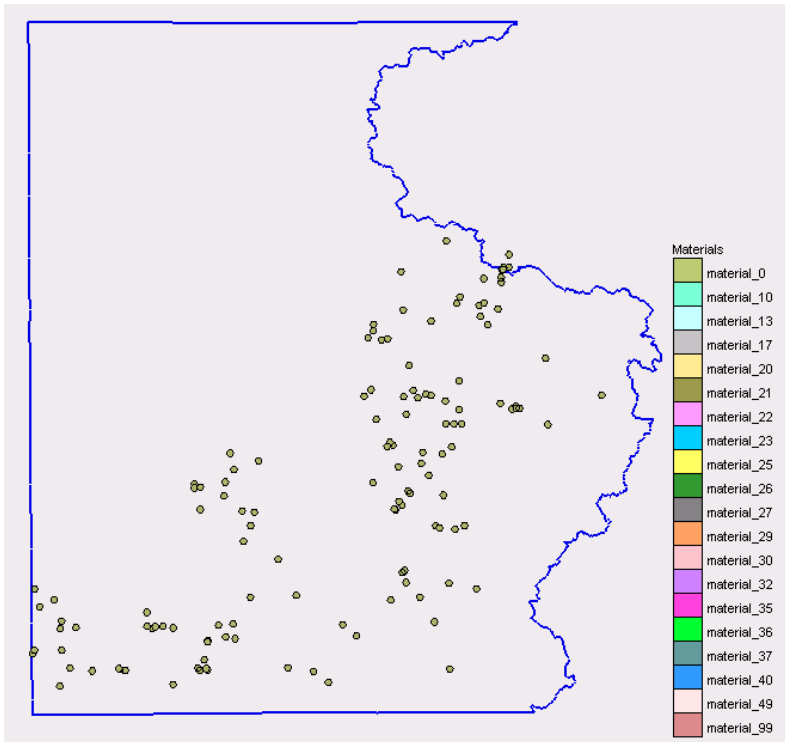 Materials
material_0
material_10
material_13
material_17
material_20
material_21
material_22
material_23
material_25
material_26
material_27
material_29
material_30
material_32
material_35
material_36
material_37
material_40
material_49
material_99